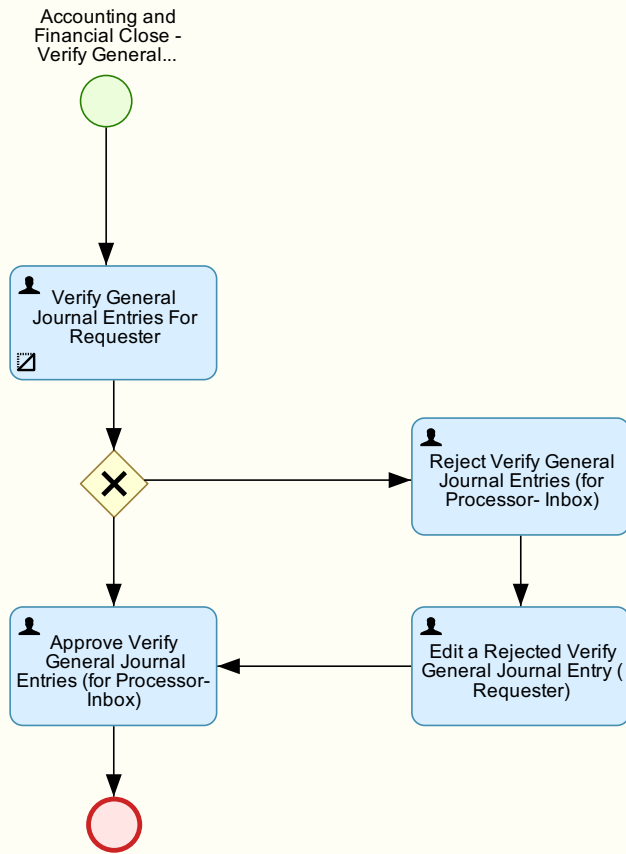 Accounting and
Financial Close -
Verify General...
Verify General
Journal Entries For
Requester
Reject Verify General
Journal Entries (for
Processor- Inbox)
Approve Verify
General Journal
Entries (for Processor-
Inbox)
Edit a Rejected Verify
General Journal Entry (
Requester)